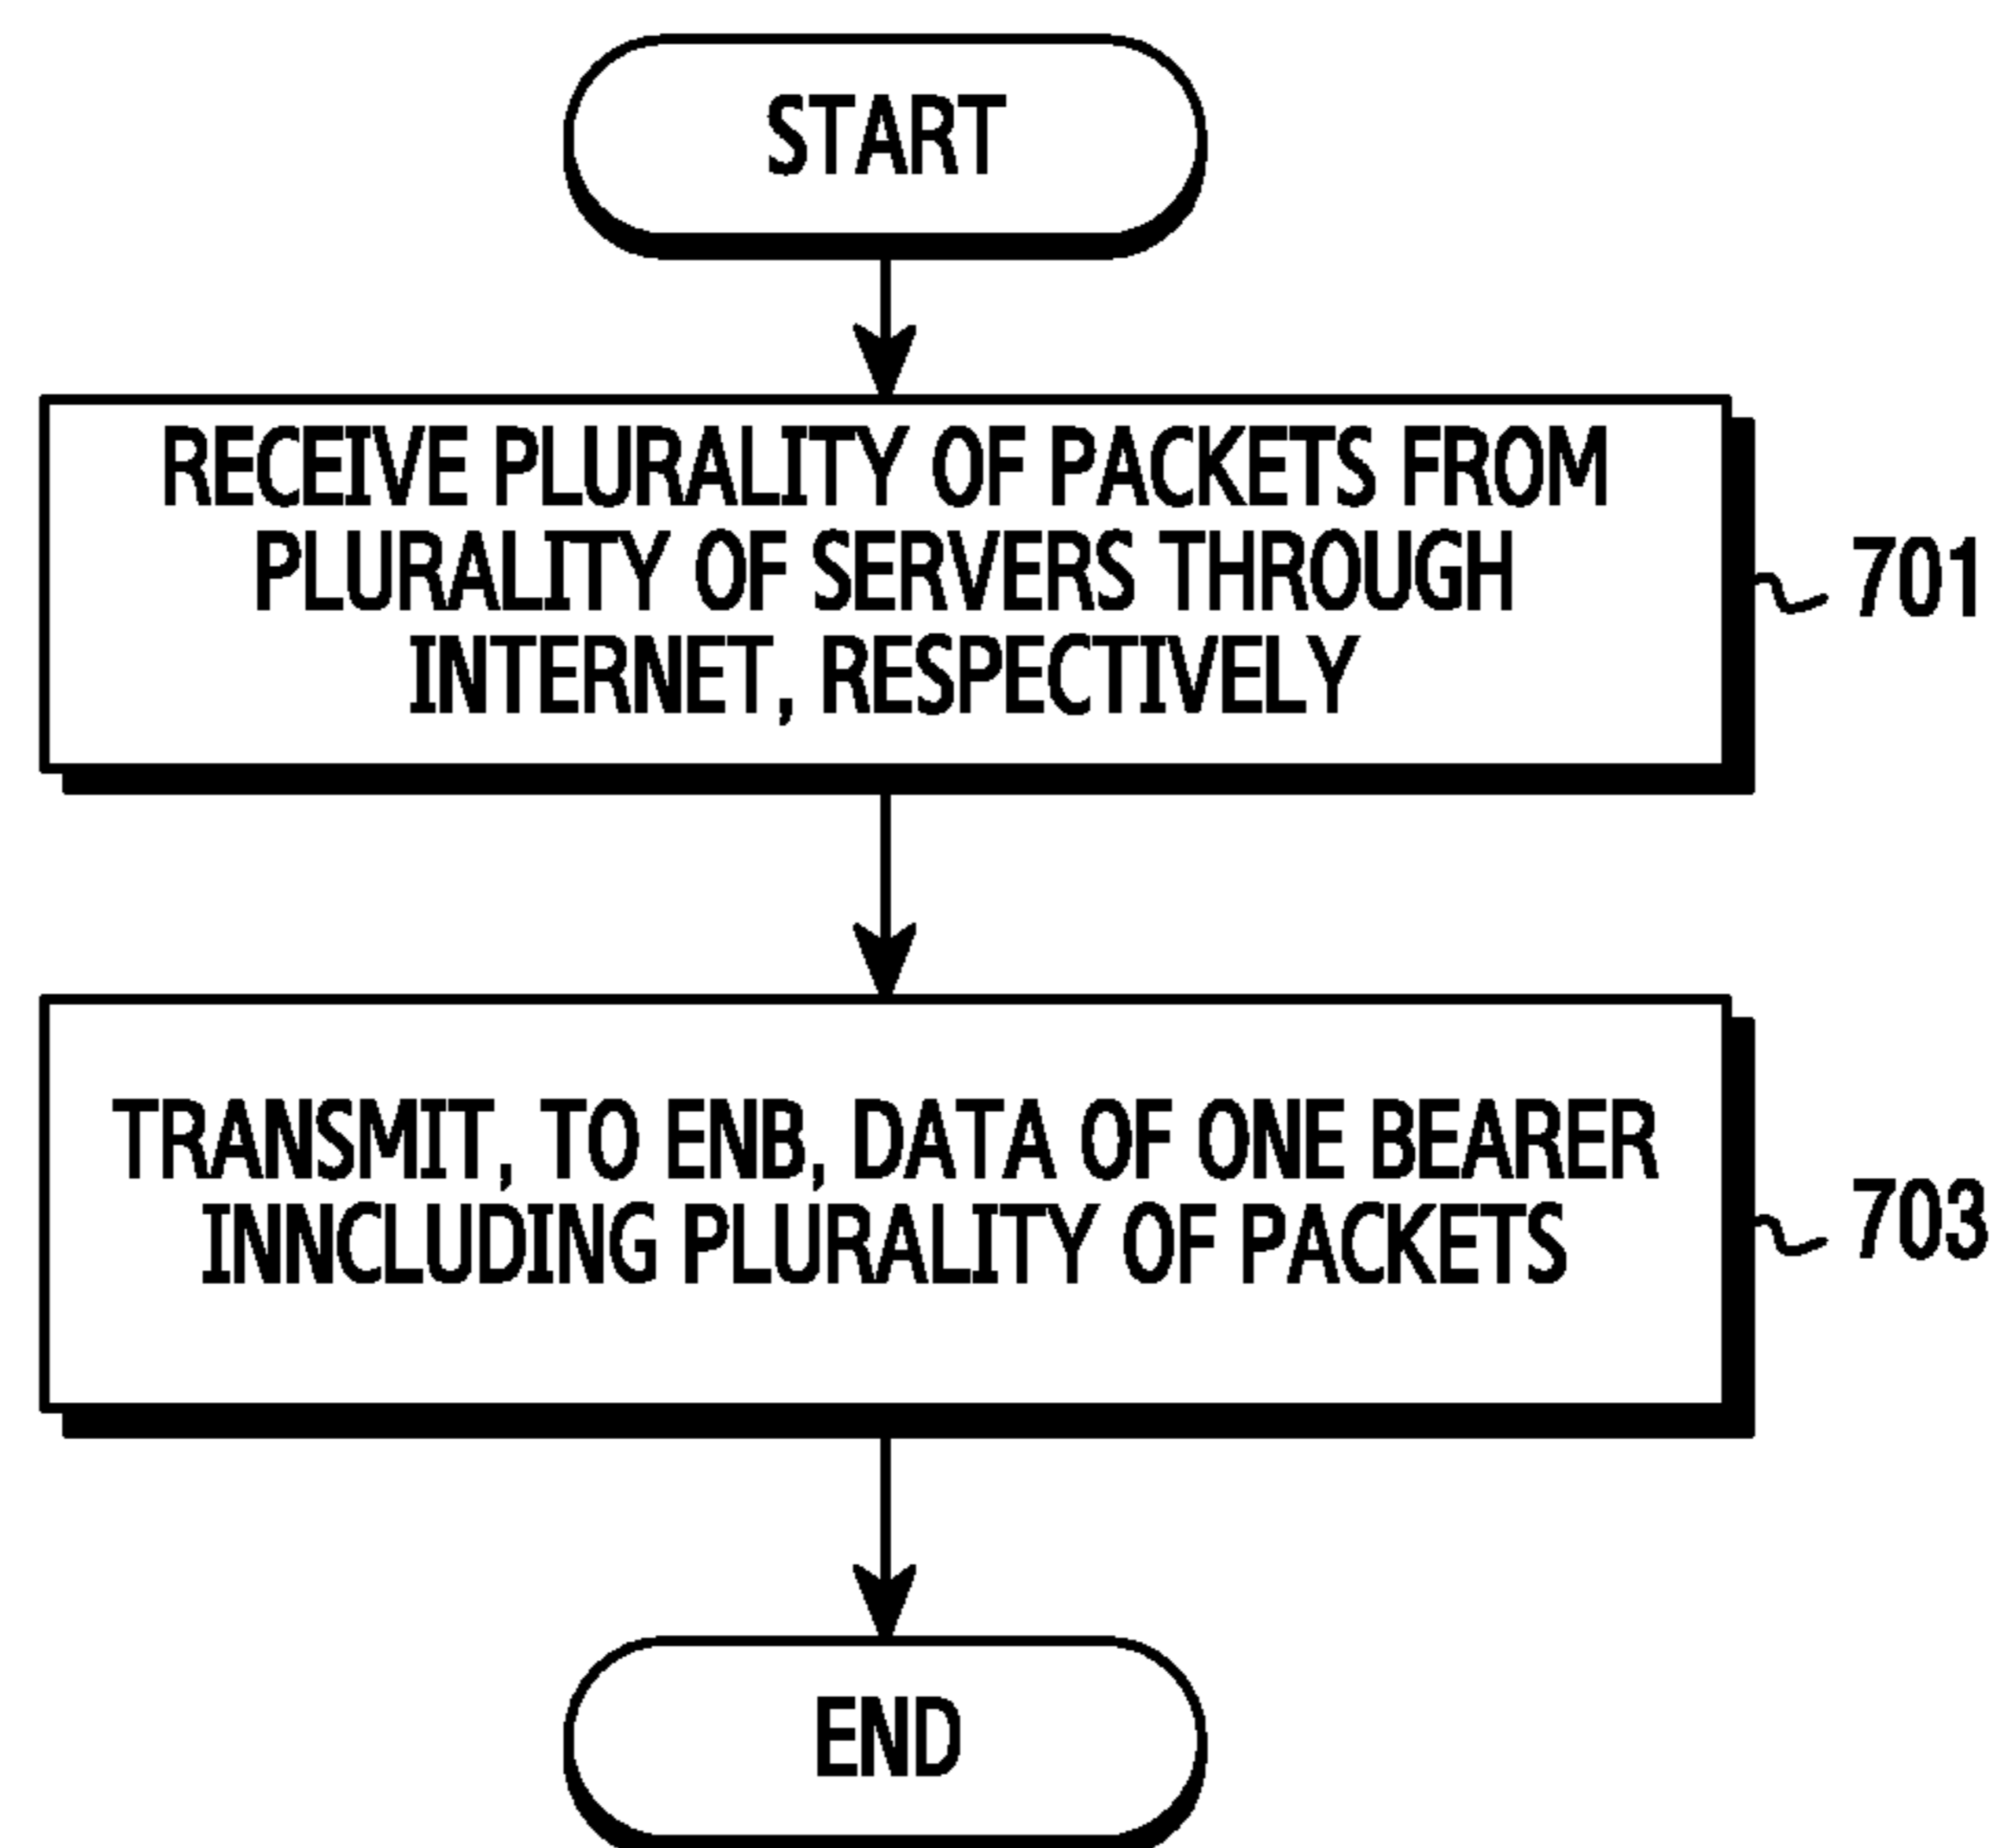 START
RECEIVE PLURALITY OF PACKETS FROM
PLURALITY OF SERVERS THROUGH
INTERNET, RESPECTIVELY
701
TRANSMIT, TO ENB, DATA OF ONE BEARER
INNCLUDING PLURALITY OF PACKETS
703
END